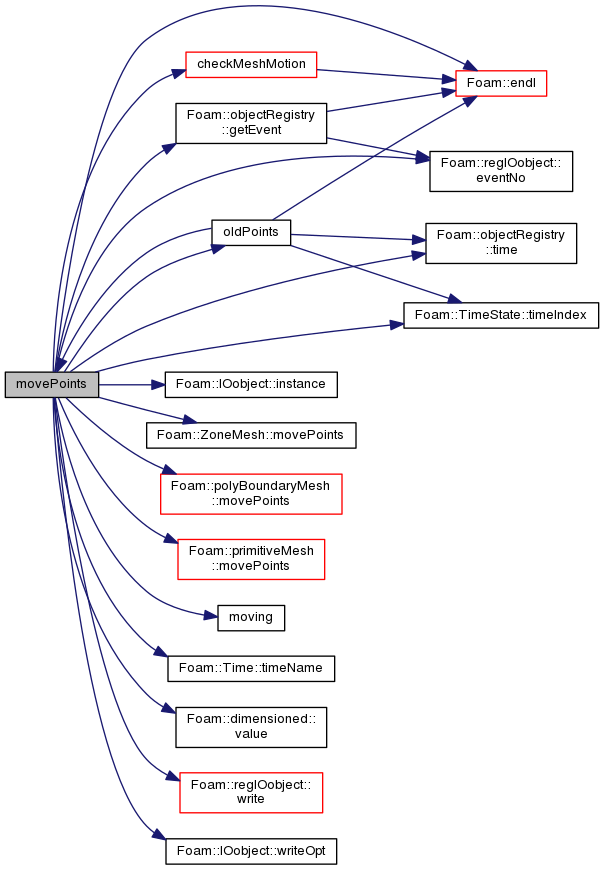 checkMeshMotion
Foam::endl
Foam::objectRegistry
::getEvent
Foam::regIOobject::
eventNo
oldPoints
Foam::objectRegistry
::time
Foam::TimeState::timeIndex
movePoints
Foam::IOobject::instance
Foam::ZoneMesh::movePoints
Foam::polyBoundaryMesh
::movePoints
Foam::primitiveMesh
::movePoints
moving
Foam::Time::timeName
Foam::dimensioned::
value
Foam::regIOobject::
write
Foam::IOobject::writeOpt